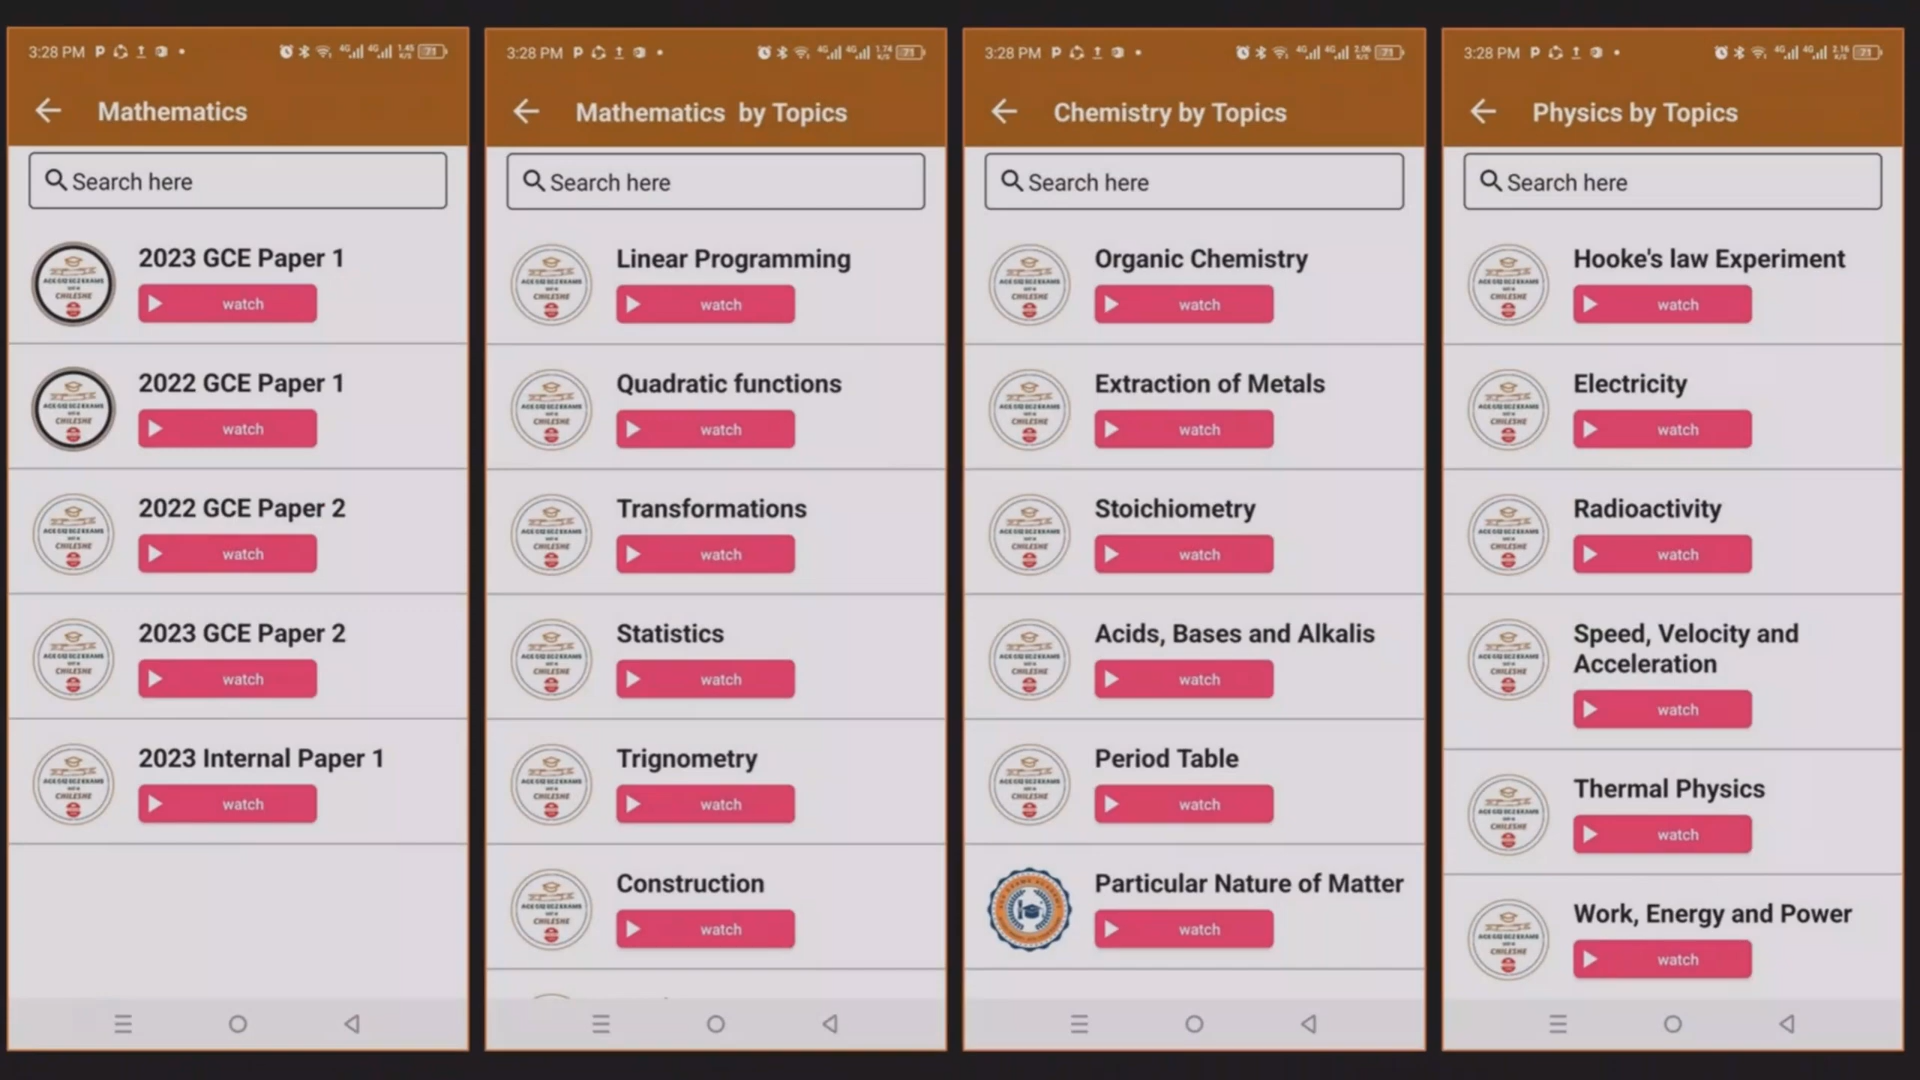 3:28 PM
Mathematics
Search here
2023 GCE Paper 1
watch
2022 GCE Paper 1
watch
2022 GCE Paper 2
watch
2023 GCE Paper 2
watch
2023 Internal Paper 1
watch
3:28 PM
Mathematics by Topics
Search here
Linear Programming
watch
Quadratic functions
watch
Transformations
watch
Statistics
watch
Trignometry
watch
Construction
watch
3:28 PM
Chemistry by Topics
Search here
Organic Chemistry
watch
Extraction of Metals
watch
Stoichiometry
watch
Acids, Bases and Alkalis
watch
Period Table
watch
Particular Nature of Matter
watch
3:28 PM
Physics by Topics
Search here
Hooke's law Experiment
watch
Electricity
watch
Radioactivity
watch
Speed, Velocity and
Acceleration
watch
Thermal Physics
watch
Work, Energy and Power
watch